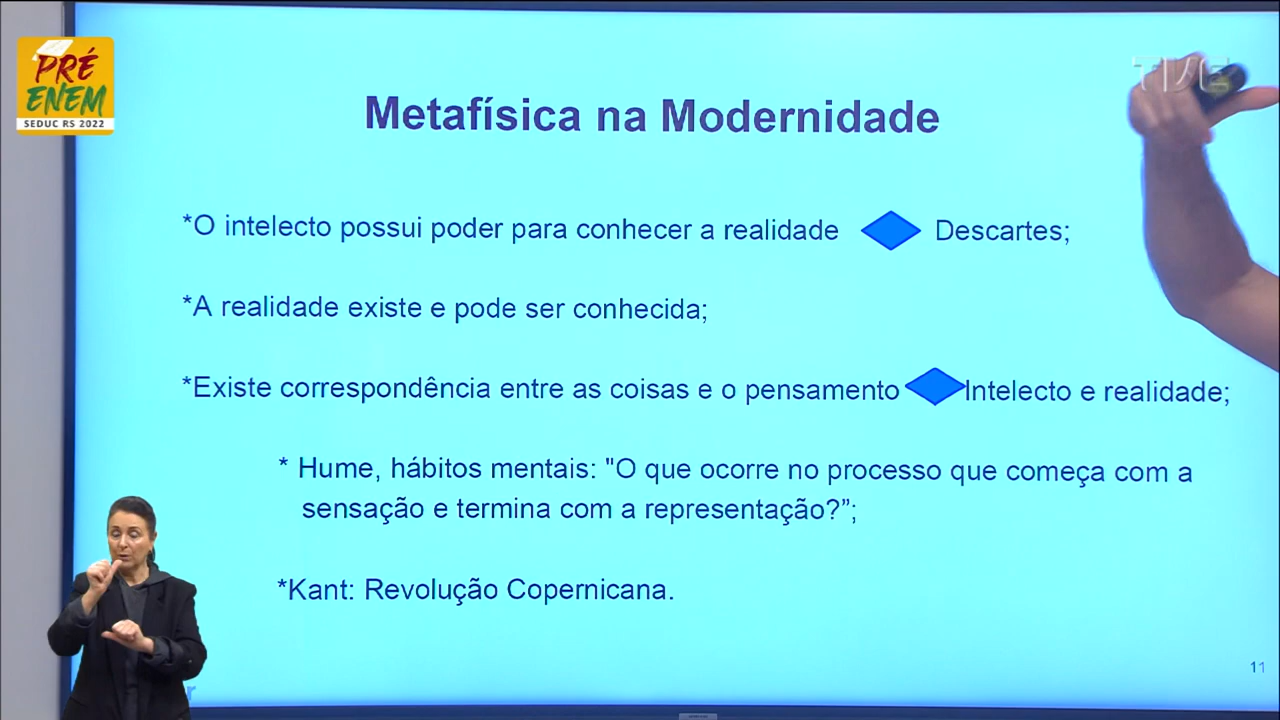 PRÉ
ENEM
SEDUC RS 2022
Metafísica na Modernidade
*O intelecto possui poder para conhecer a realidade Descartes;
*A realidade existe e pode ser conhecida;
*Existe correspondência entre as coisas e o pensamento Intelecto e realidade;
* Hume, hábitos mentais: "O que ocorre no processo que começa com a
sensação e termina com a representação?”;
*Kant: Revolução Copernicana.
11